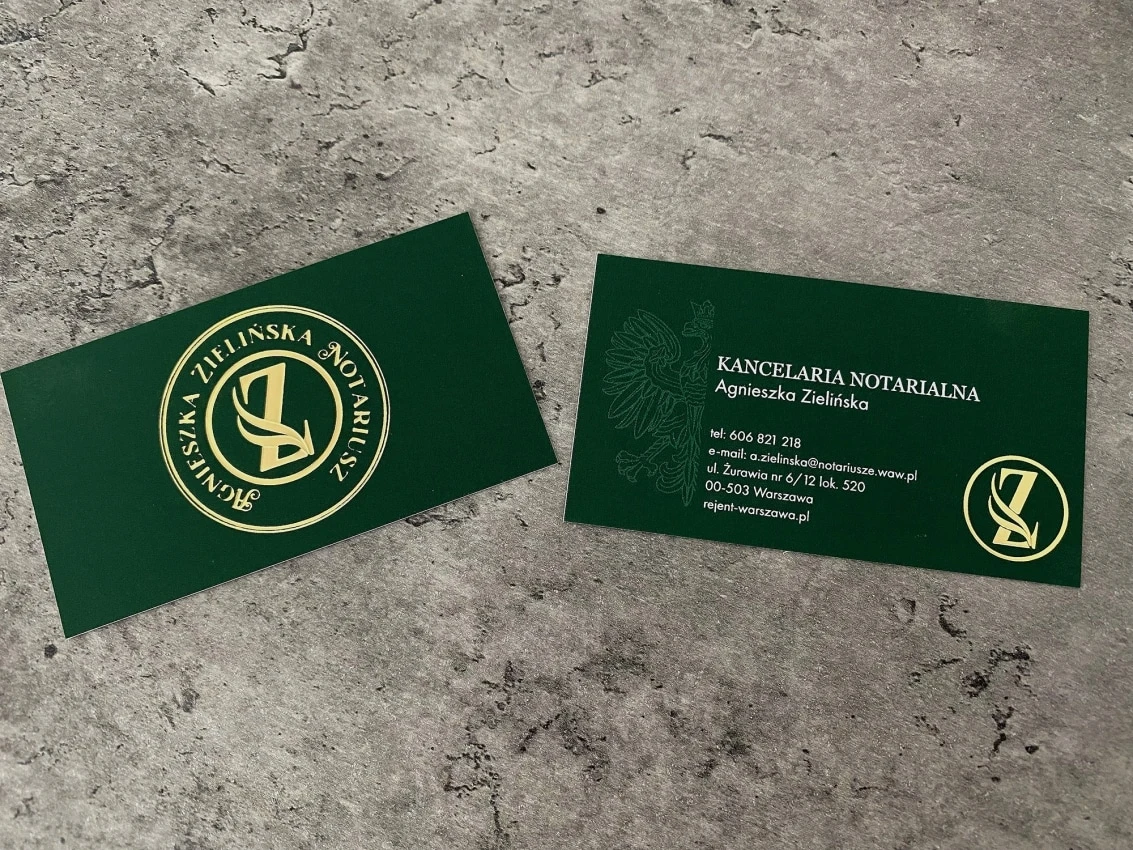 AGNIESZKA ZIELIŃSKA NOTARIUSZ
KANCELARIA NOTARIALNA
Agnieszka Zielińska
tel: 606 821 218
e-mail: a.zielinska@notariusze.waw.pl
ul. Żurawia nr 6/12 lok. 520
00-503 Warszawa
rejent-warszawa.pl